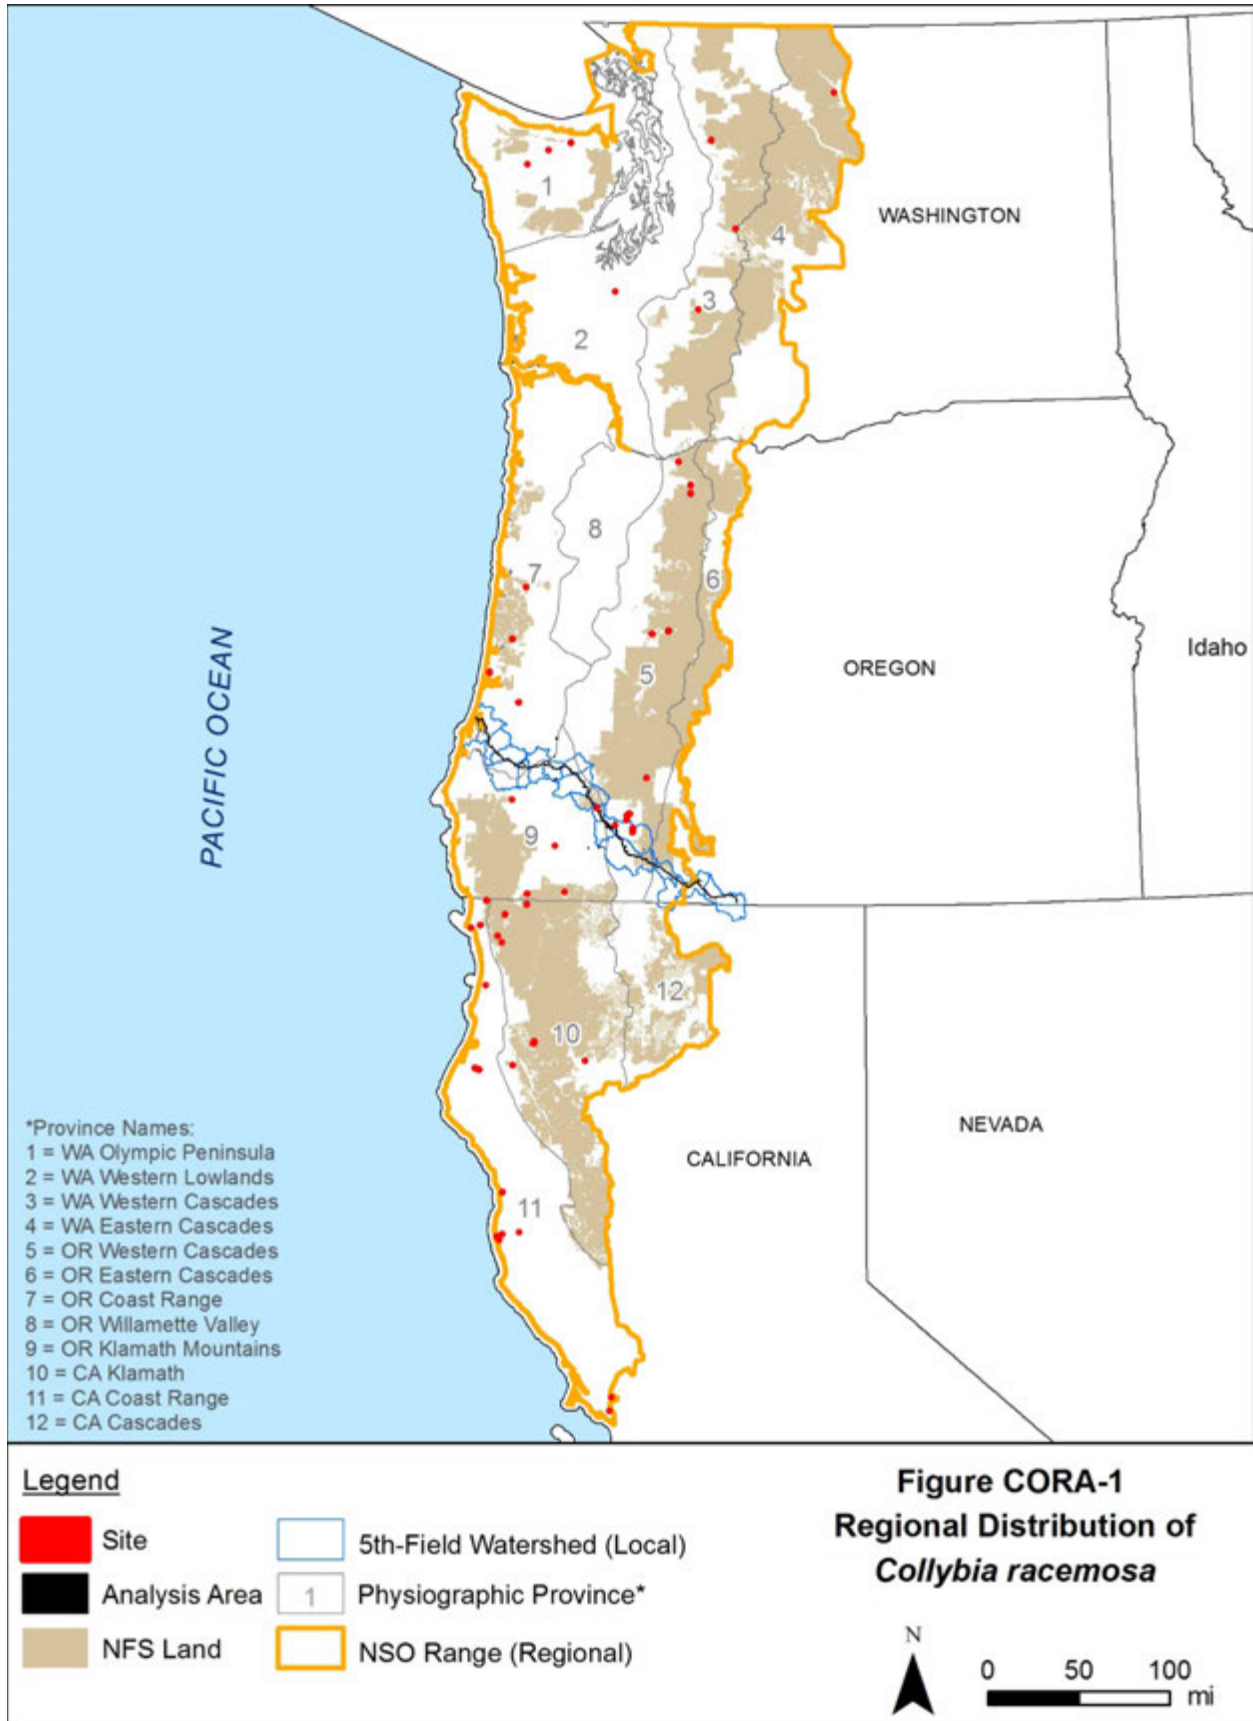 WASHINGTON
1
4
3
2
8
7
6
PACIFIC OCEAN
5
OREGON
Idaho
9
12
10
NEVADA
CALIFORNIA
11
*Province Names:
1 = WA Olympic Peninsula
2 = WA Western Lowlands
3 = WA Western Cascades
4 = WA Eastern Cascades
5 = OR Western Cascades
6 = OR Eastern Cascades
7 = OR Coast Range
8 = OR Willamette Valley
9 = OR Klamath Mountains
10 = CA Klamath
11 = CA Coast Range
12 = CA Cascades
Legend
Site
Analysis Area
NFS Land
5th-Field Watershed (Local)
1 Physiographic Province*
NSO Range (Regional)
Figure CORA-1
Regional Distribution of
Collybia racemosa
N
0 50 100
mi